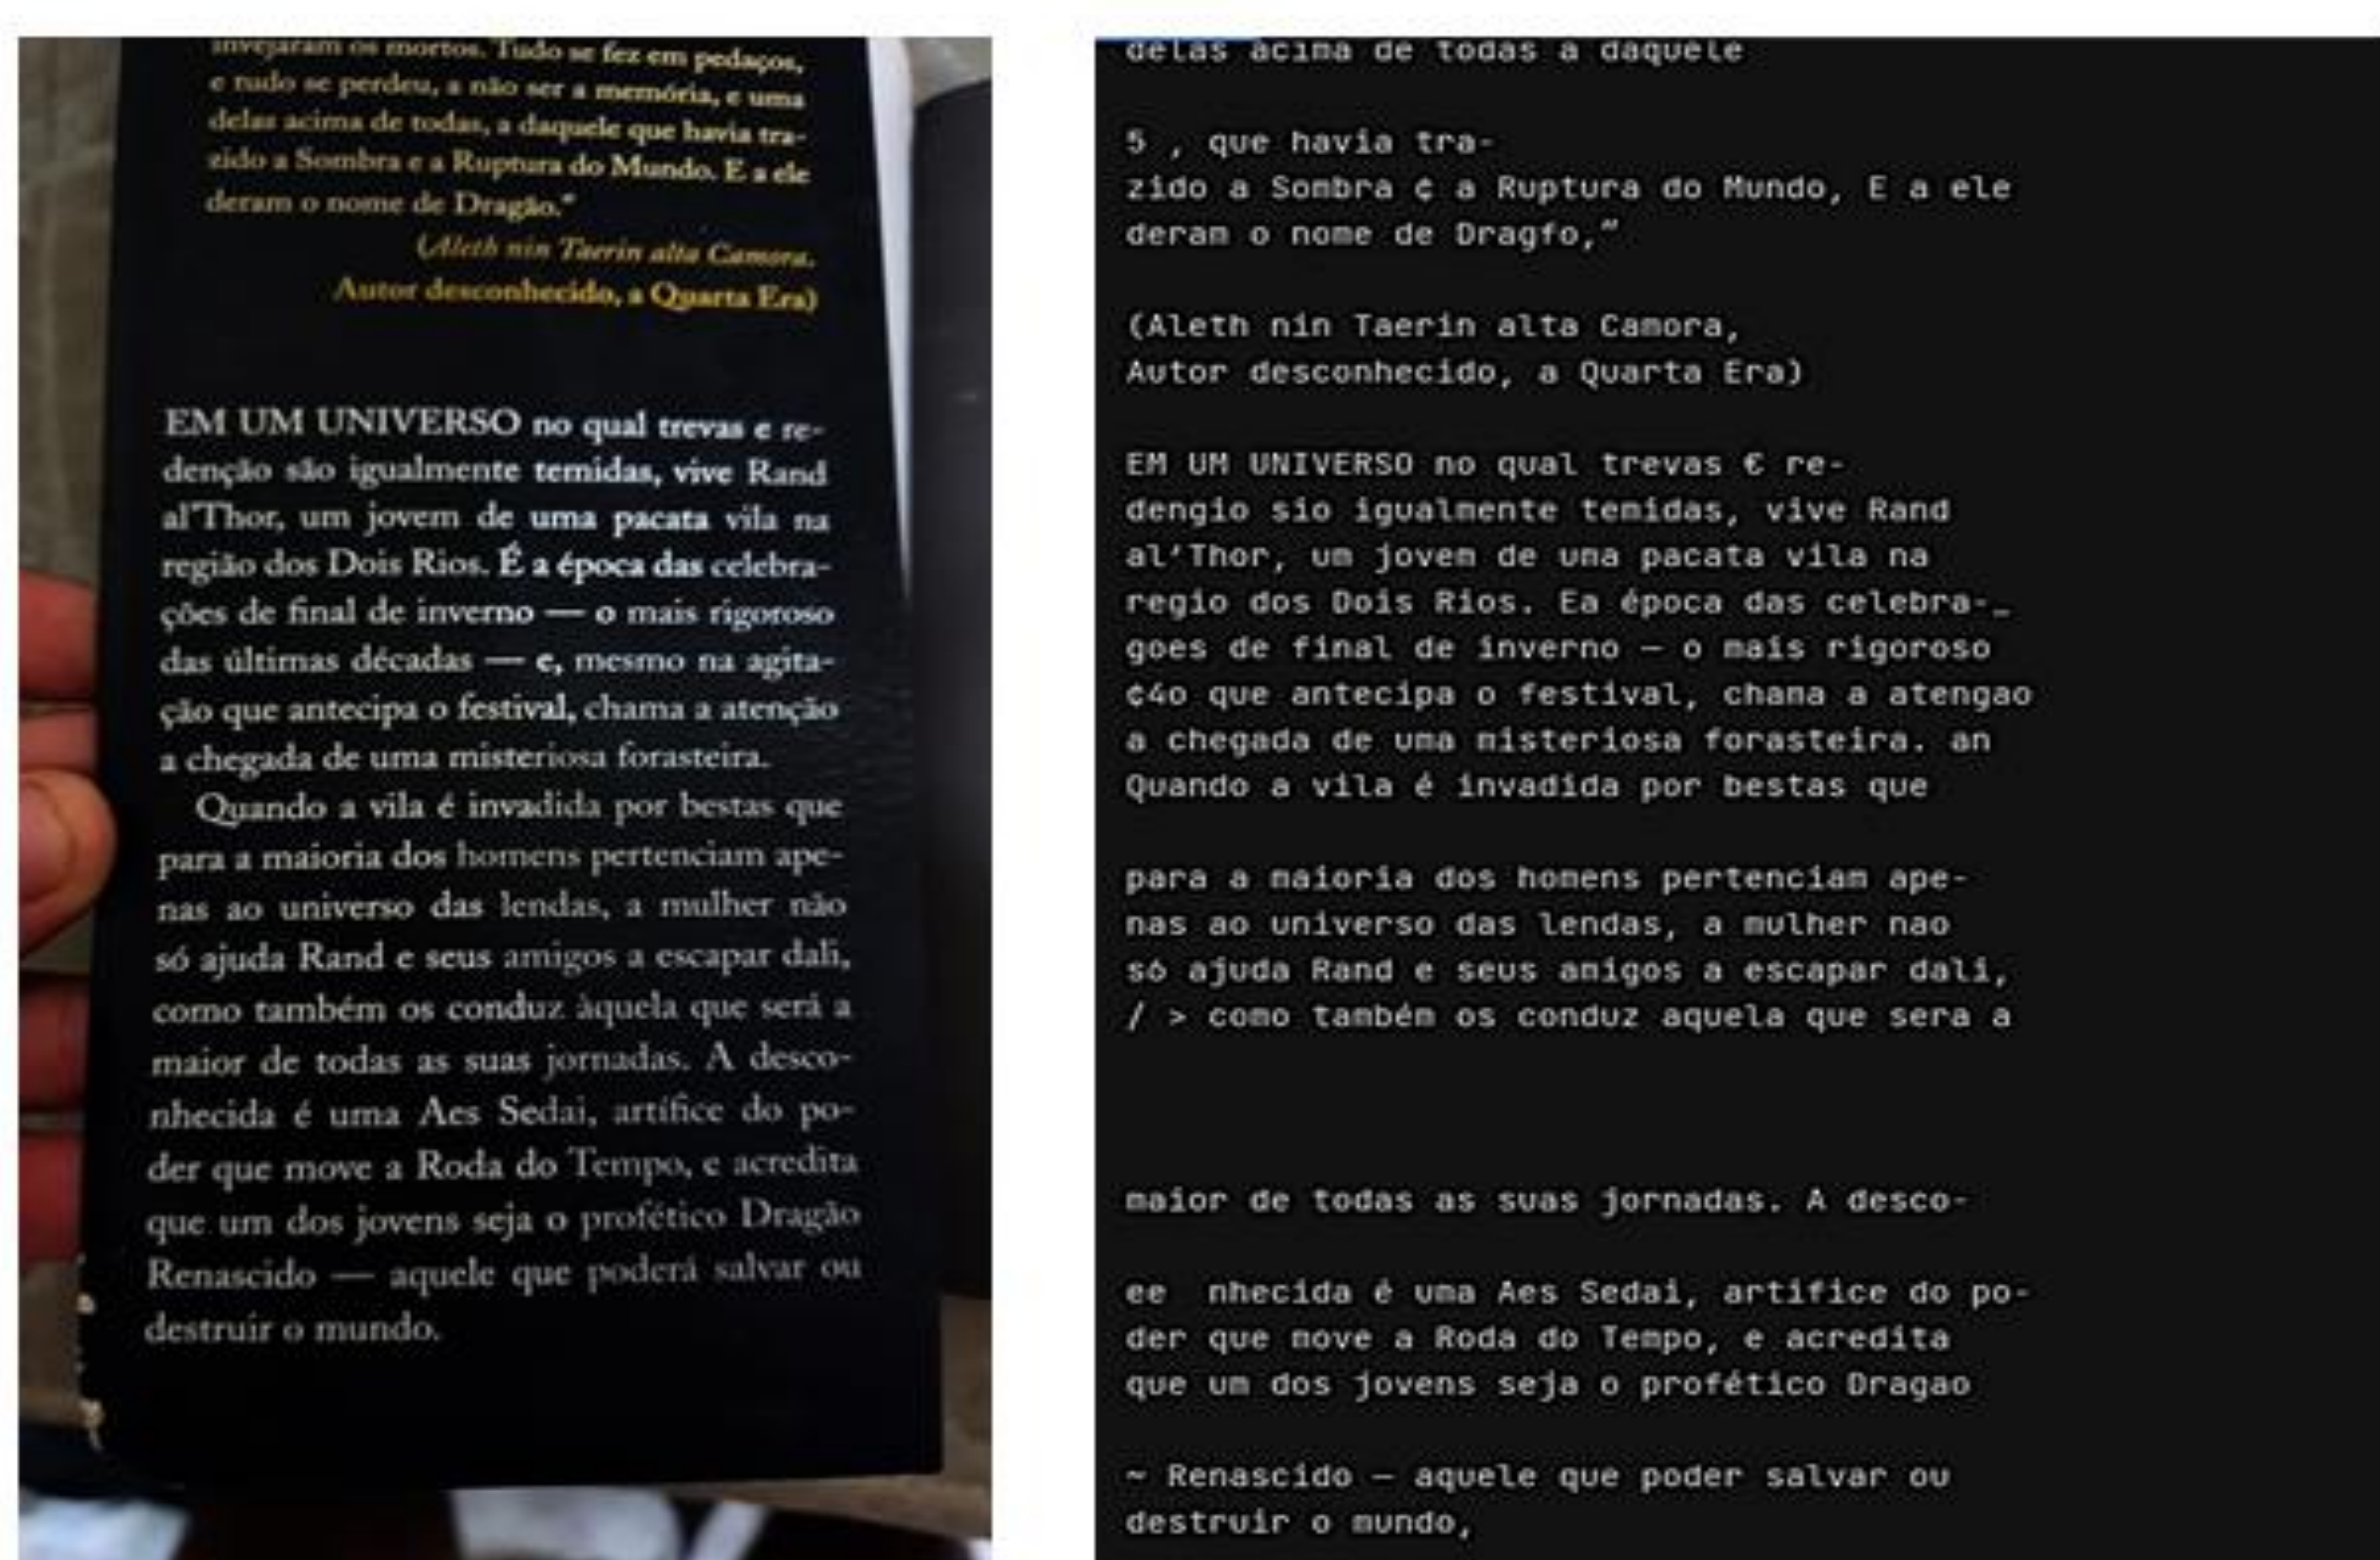 invejaram os mortos. Tudo se fez em pedaços,
e tudo se perdeu, a não ser a memória, e uma
delas acima de todas, a daquele que havia tra-
zido a Sombra e a Ruptura do Mundo. E a ele
deram o nome de Dragão."
(Aleth nin Taerin alta Camora.
Autor desconhecido, a Quarta Era)
EM UM UNIVERSO no qual trevas e re-
denção são igualmente temidas, vive Rand
al'Thor, um jovem de uma pacata vila na
região dos Dois Rios. É a época das celebra-
ções de final de inverno — o mais rigoroso
das últimas décadas — e, mesmo na agita-
ção que antecipa o festival, chama a atenção
a chegada de uma misteriosa forasteira.
Quando a vila é invadida por bestas que
para a maioria dos homens pertenciam ape-
nas ao universo das lendas, a mulher não
só ajuda Rand e seus amigos a escapar dali,
como também os conduz àquela que será a
maior de todas as suas jornadas. A desco-
nhecida é uma Aes Sedai, artífice do po-
der que move a Roda do Tempo, e acredita
que um dos jovens seja o profético Dragão
Renascido — aquele que poderá salvar ou
destruir o mundo.
delas acima de todas a daquele
5 , que havia tra-
zido a Sombra ¢ a Ruptura do Mundo, E a ele
deram o nome de Dragfo,”
(Aleth nin Taerin alta Camora,
Autor desconhecido, a Quarta Era)
EM UM UNIVERSO no qual trevas € re-
dengio sio igualmente temidas, vive Rand
al’Thor, um jovem de uma pacata vila na
regio dos Dois Rios. Ea época das celebra-_
goes de final de inverno — o mais rigoroso
¢4o que antecipa o festival, chama a atengao
a chegada de uma misteriosa forasteira. an
Quando a vila é invadida por bestas que
para a maioria dos homens pertenciam ape-
nas ao universo das lendas, a mulher nao
só ajuda Rand e seus amigos a escapar dali,
/ > como também os conduz aquela que sera a
maior de todas as suas jornadas. A desco-
ee  nhecida é uma Aes Sedai, artifice do po-
der que move a Roda do Tempo, e acredita
que um dos jovens seja o profético Dragao
~ Renascido — aquele que poder salvar ou
destruir o mundo,